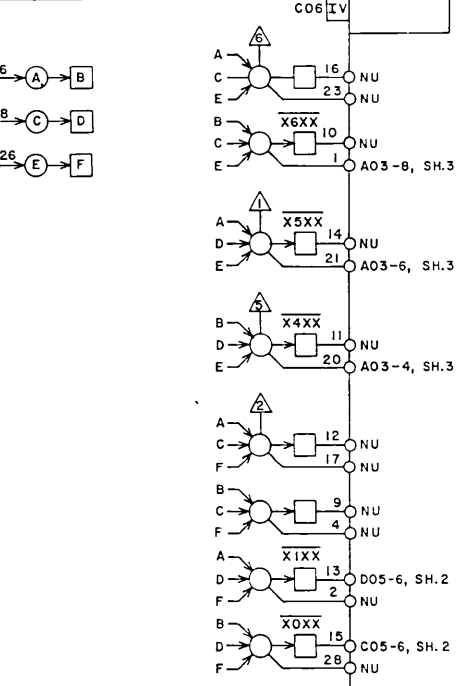 C06 IV
6
A 16 NU
C
E 23 NU
6 A B
B X6XX 10 NU
8 C D
C
E 1 A03-8, SH.3
26 E F
1
A X5XX 14 NU
D
E 21 A03-6, SH.3
5
B X4XX 11 NU
D
E 20 A03-4, SH.3
2
A 12 NU
C
F 17 NU
B 9 NU
C
F 4 NU
A X1XX 13 D05-6, SH.2
D
F 2 NU
B X0XX 15 C05-6, SH.2
D
F 28 NU